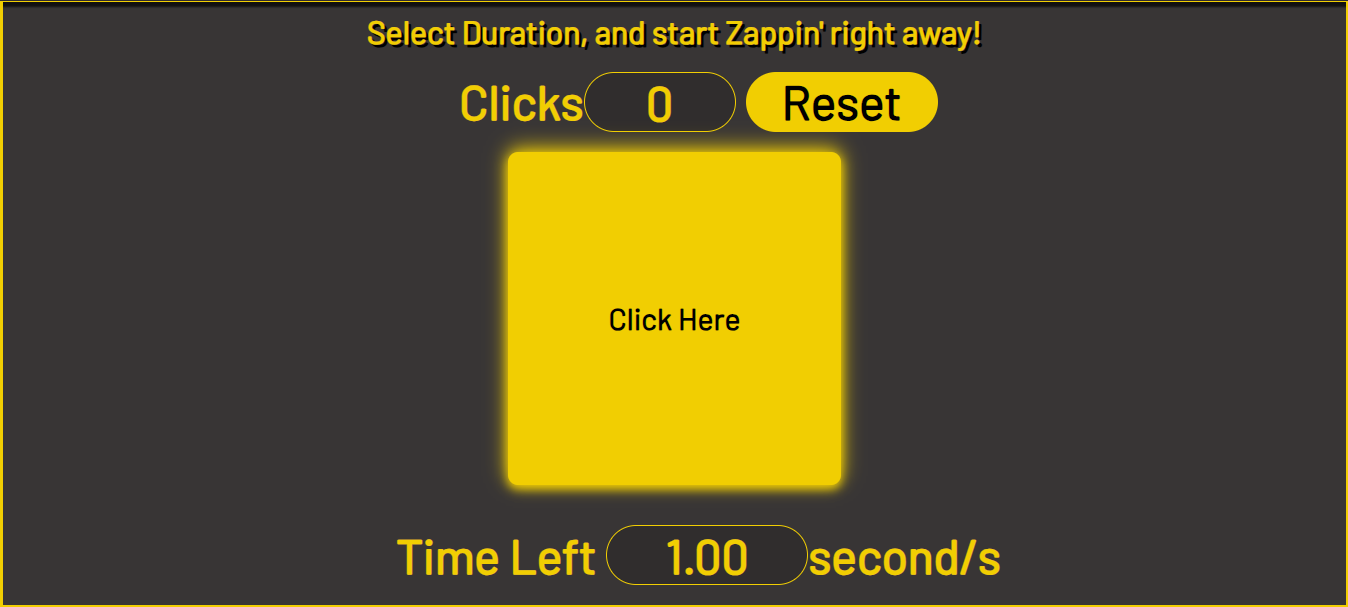 Select Duration, and start Zappin' right away!
Clicks 0 Reset
Click Here
Time Left 1.00 second/s